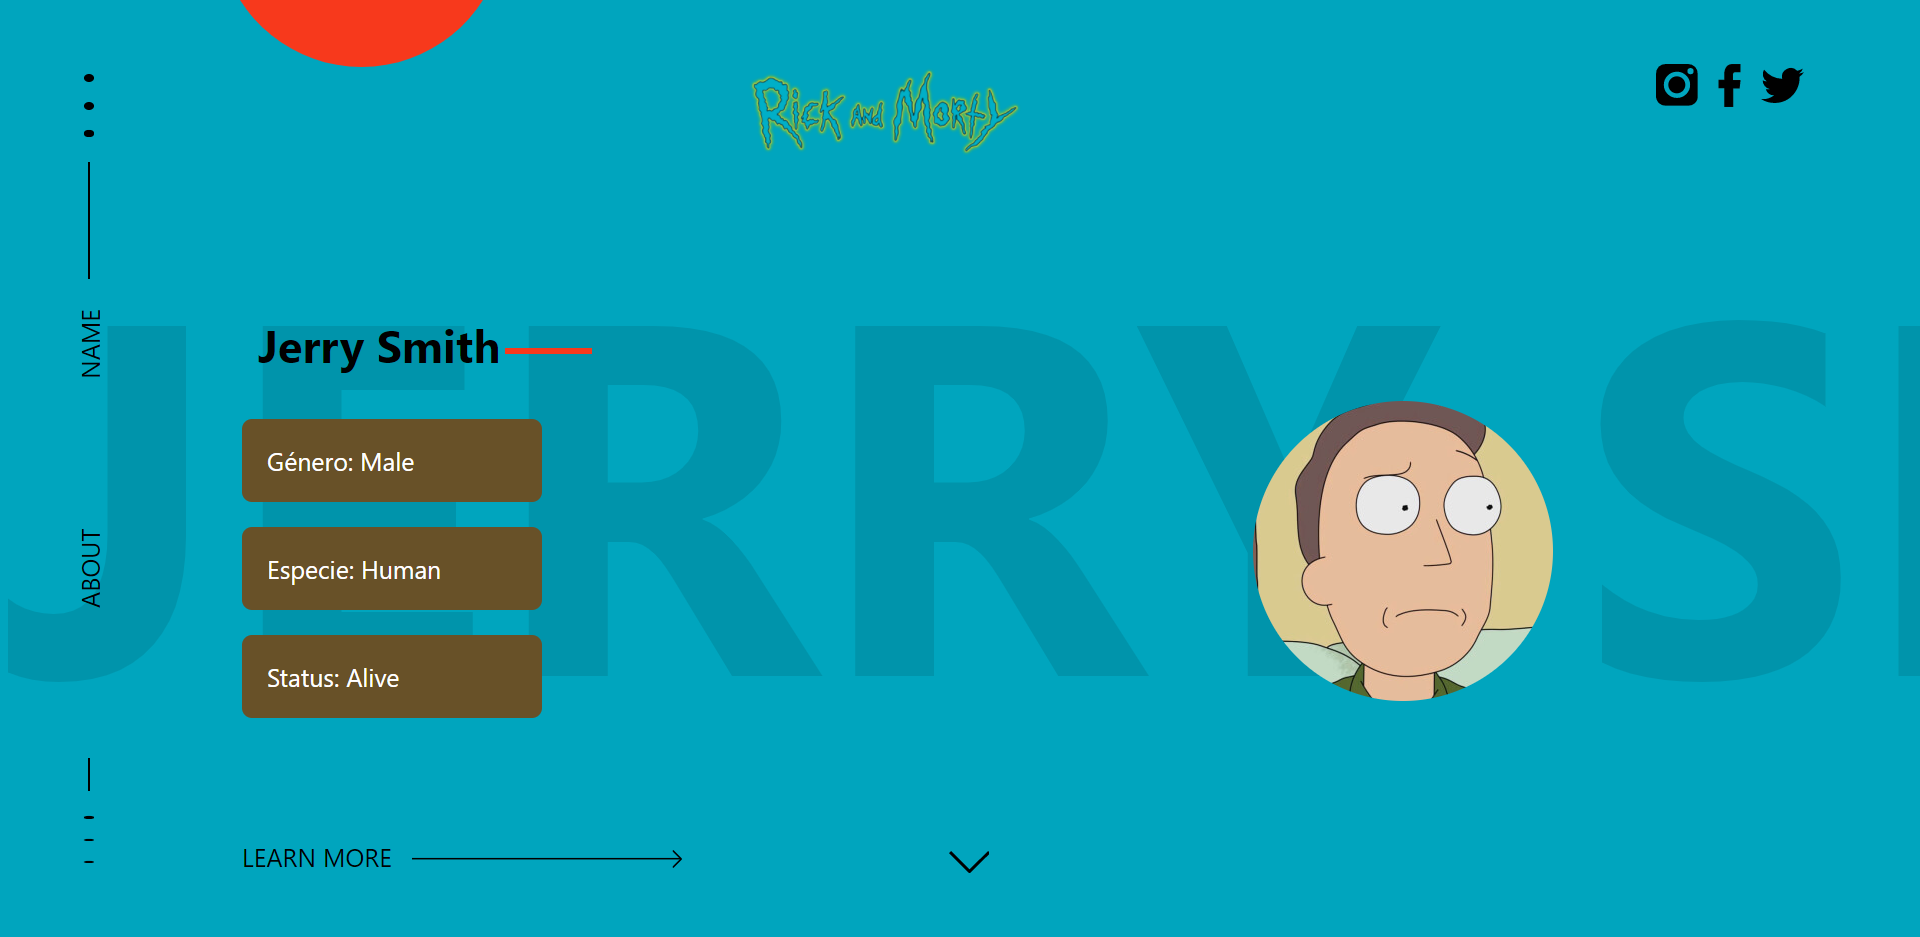 Rick and Morty
NAME
ABOUT
JERRY S
Jerry Smith
Género: Male
Especie: Human
Status: Alive
LEARN MORE